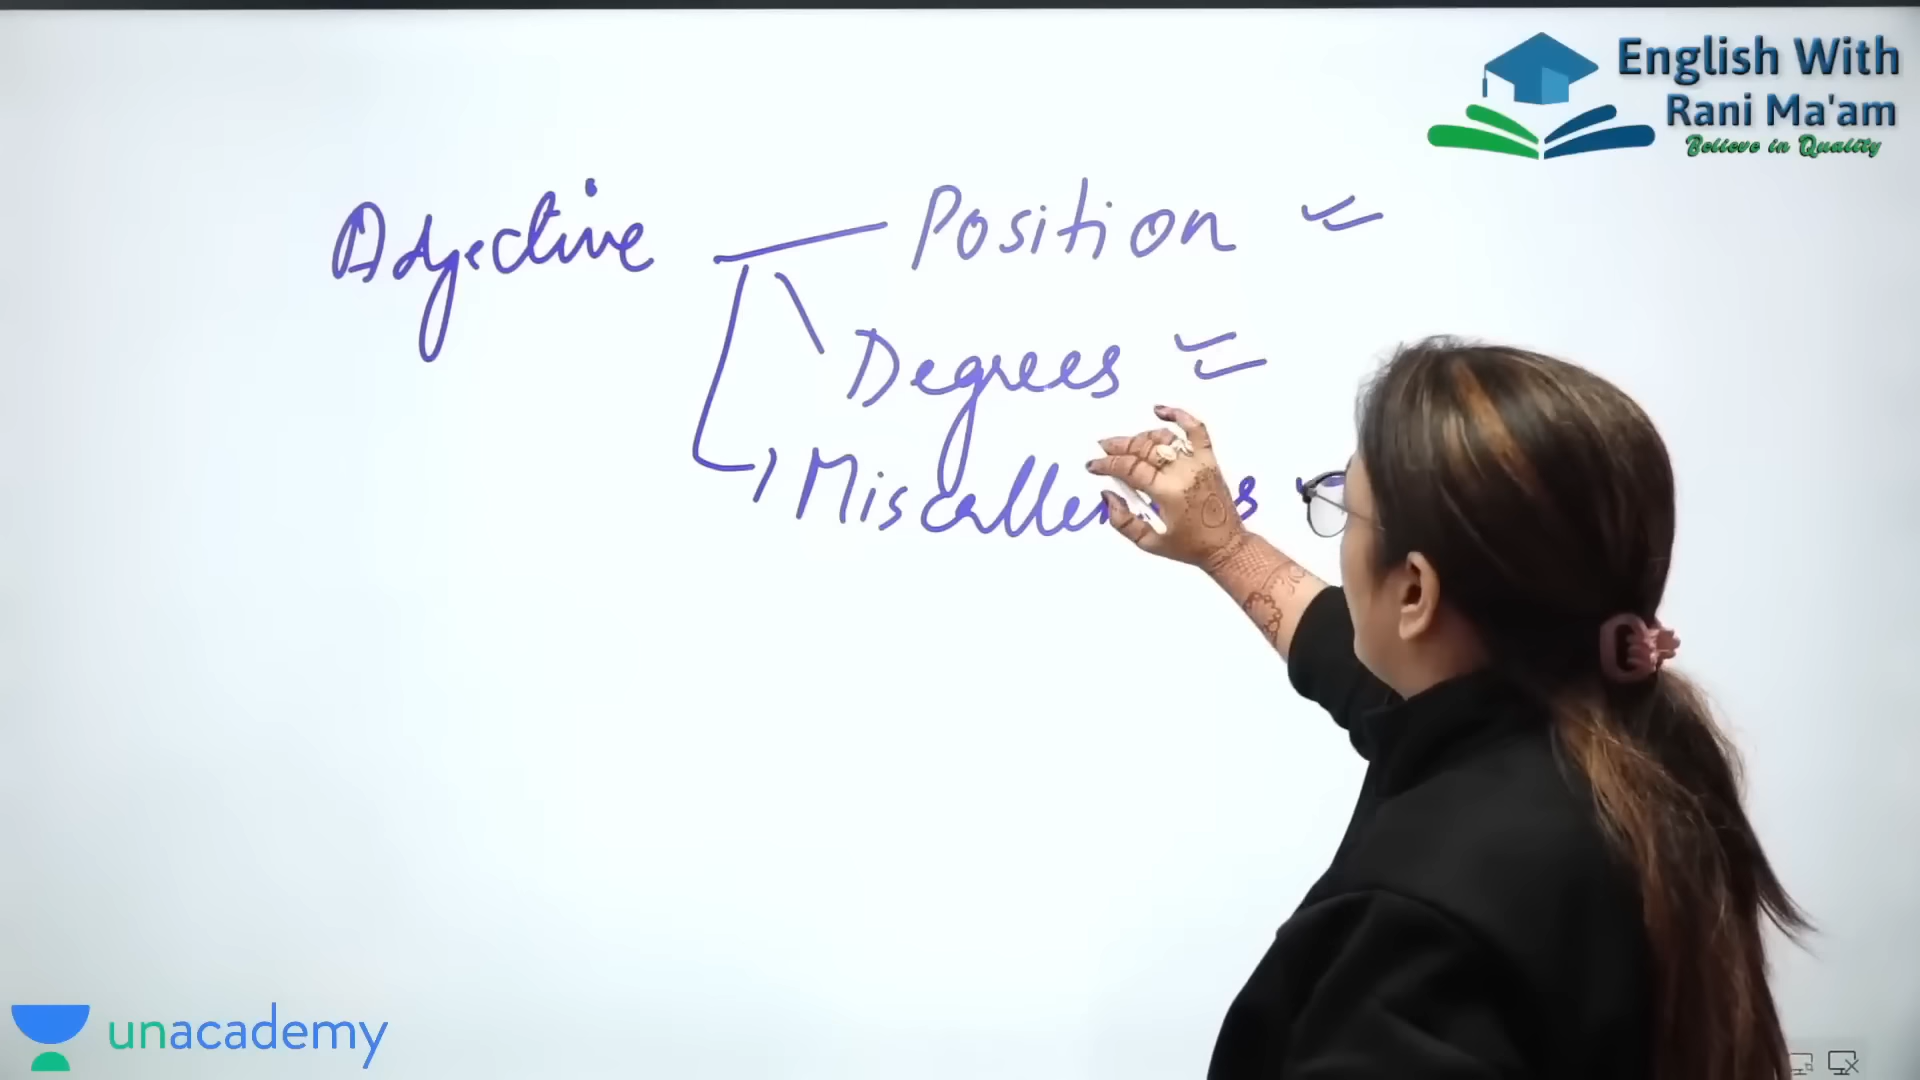 English With
Rani Ma'am
Believe in Quality
Adjective
Position
Degrees
unacademy